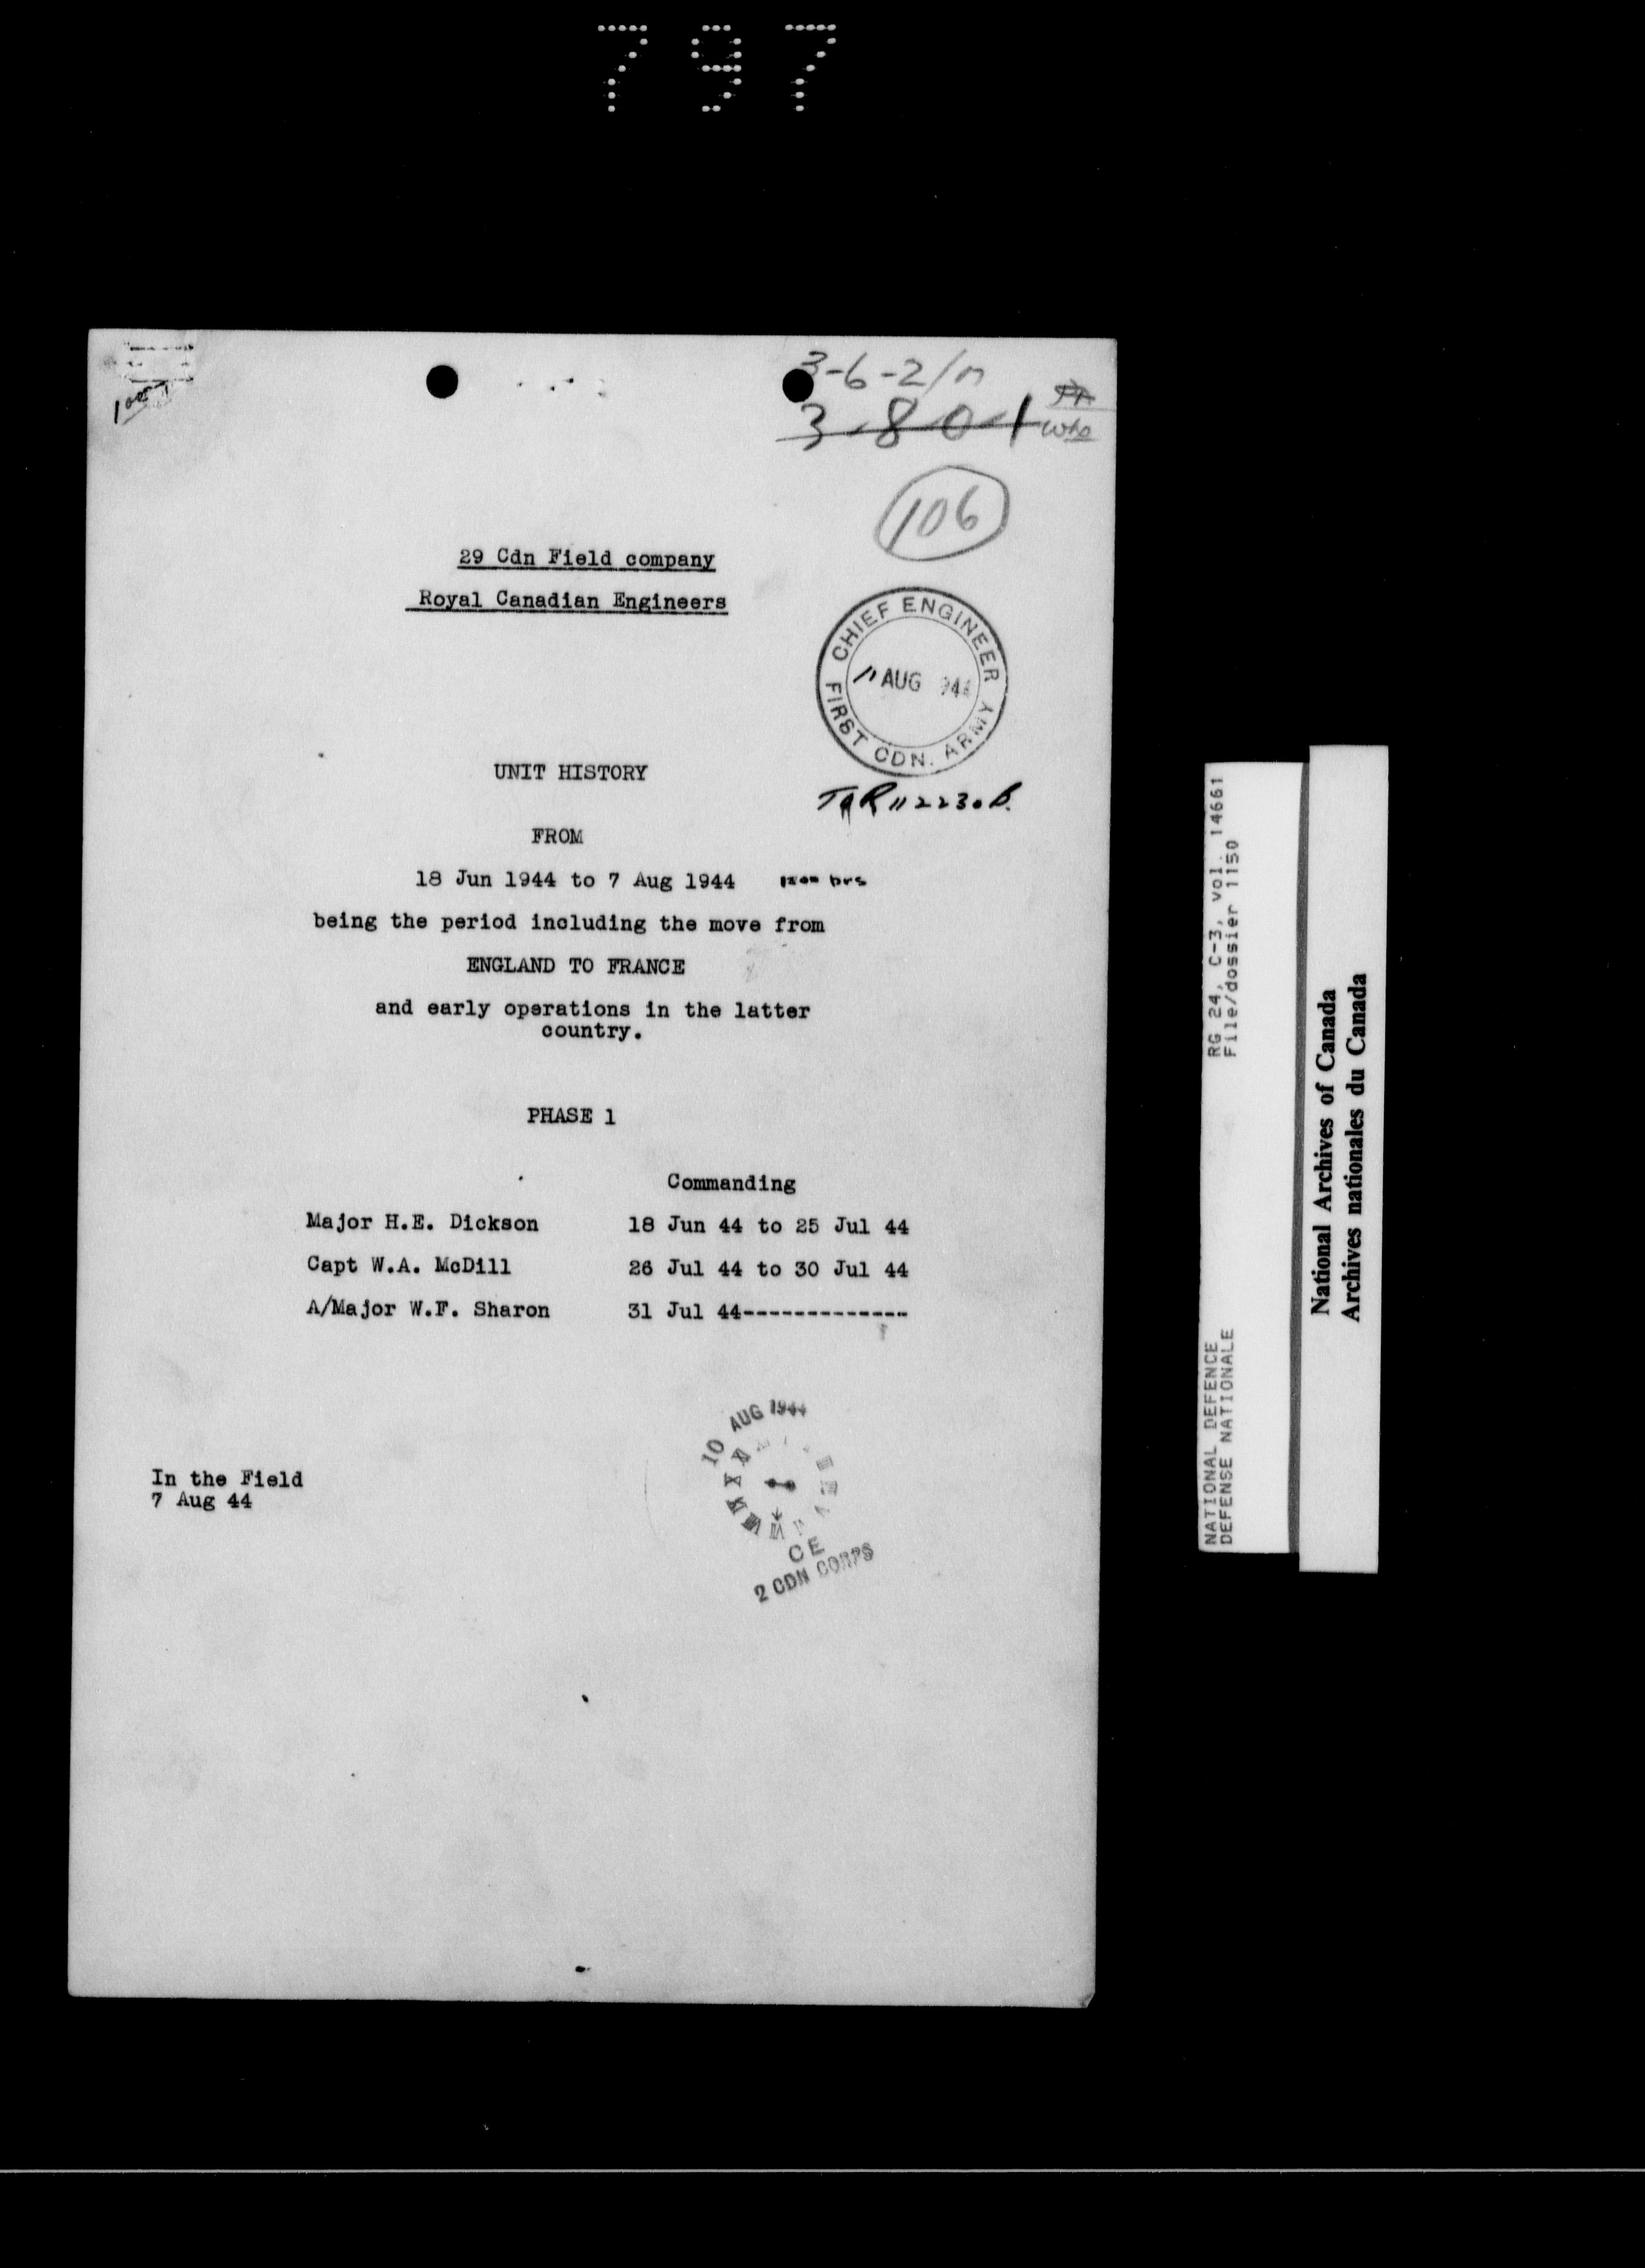 797
3-6-2/n
3-8-0-1
106
29 Cdn Field company
Royal Canadian Engineers
CHIEF ENGINEER
11 AUG 944
FIRST CDN. ARMY
UNIT HISTORY
FROM
18 Jun 1944 to 7 Aug 1944 hrs
being the period including the move from
ENGLAND TO FRANCE
and early operations in the latter
country.
PHASE 1
Commanding
Major H.E. Dickson 18 Jun 44 to 25 Jul 44
Capt W.A. McDill 26 Jul 44 to 30 Jul 44
A/Major W.F. Sharon 31 Jul 44-------------
10 AUG 1944
CE
2 CDN CORPS
In the Field
7 Aug 44
NATIONAL DEFENCE RG 24, C-3, vol. 14661
DEFENSE NATIONALE File/dossier 1150
National Archives of Canada
Archives nationales du Canada